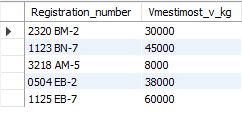 Registration_number Vmestimost_v_kg
2320 BM-2 30000
1123 BN-7 45000
3218 AM-5 8000
0504 EB-2 38000
1125 EB-7 60000